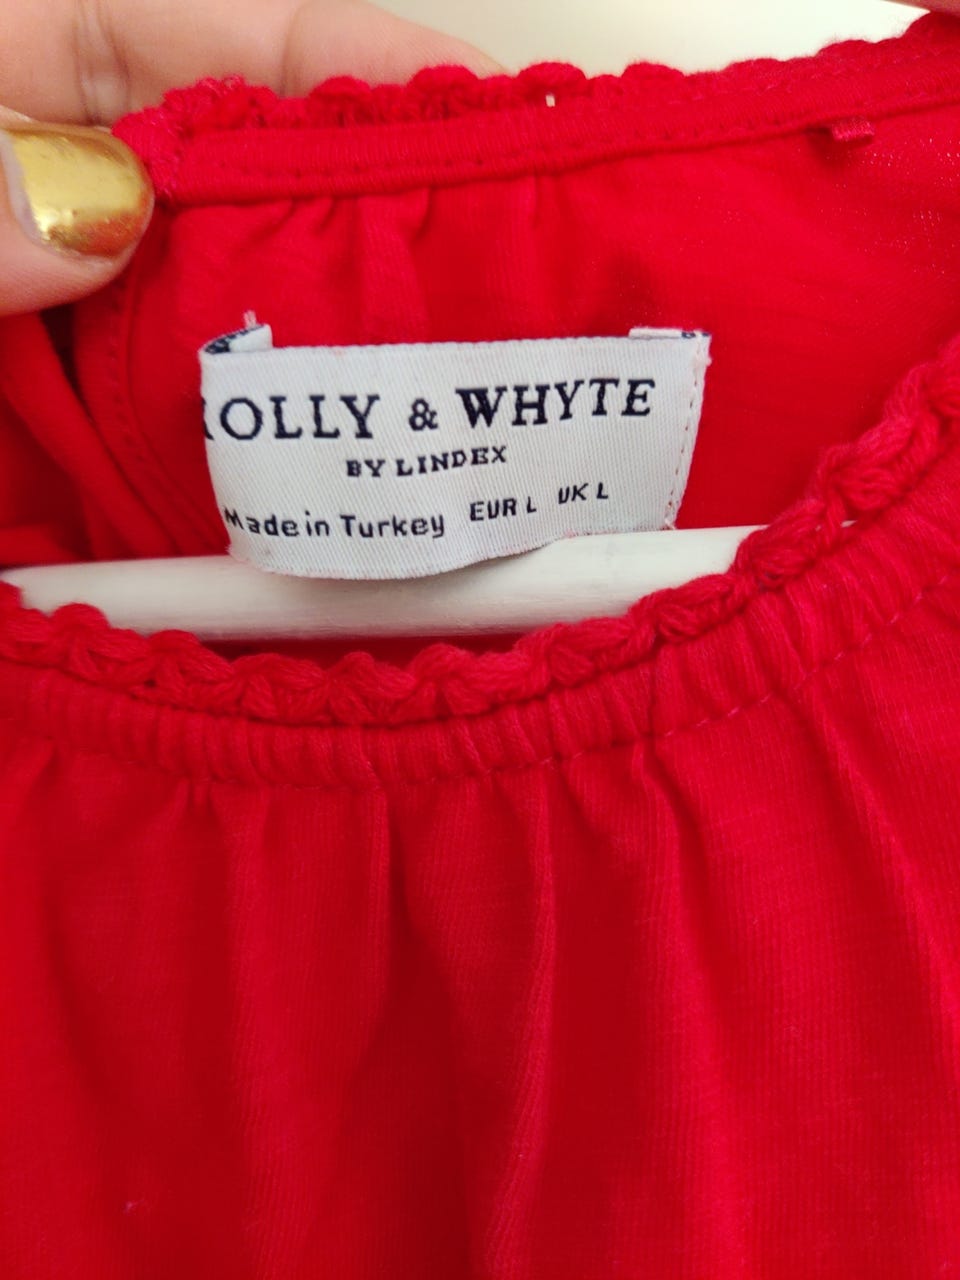 OLLY & WHYTE
BY LINDEX
Made in Turkey EUR L UK L